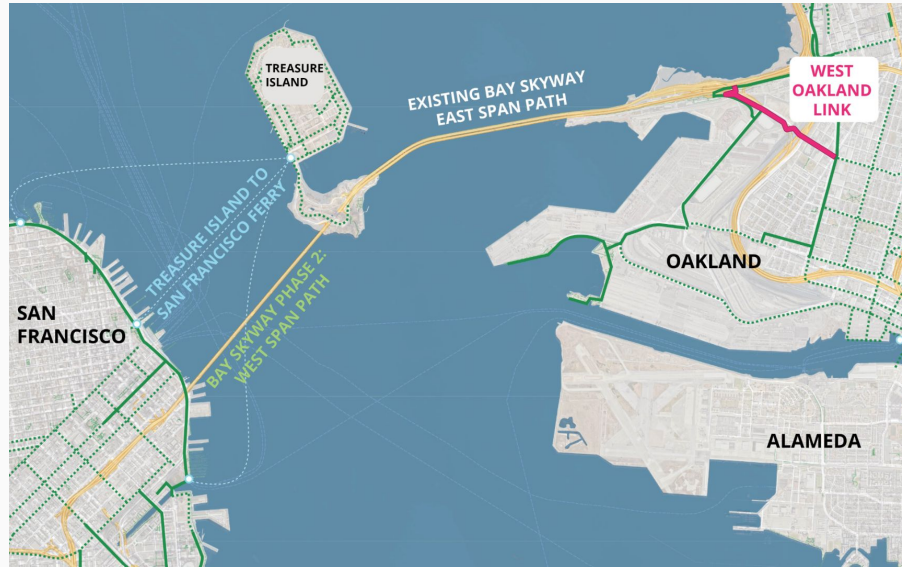 TREASURE
ISLAND
WEST
OAKLAND
LINK
EXISTING BAY SKYWAY
EAST SPAN PATH
TREASURE ISLAND TO
SAN FRANCISCO FERRY
BAY SKYWAY PHASE 2:
WEST SPAN PATH
OAKLAND
SAN
FRANCISCO
ALAMEDA